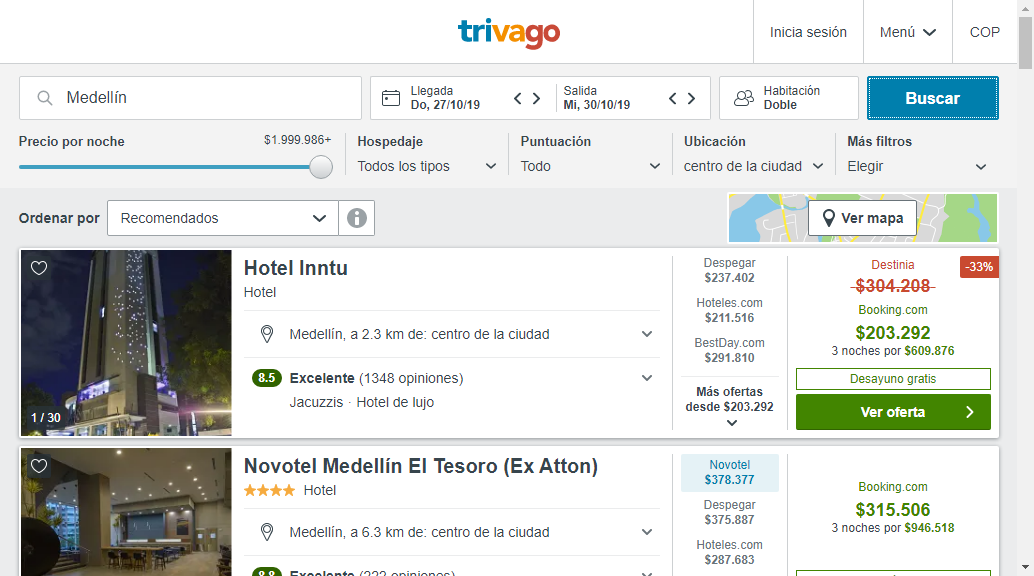 trivago
Inicia sesión
Menú
COP
Medellín
Llegada
Do, 27/10/19
Salida
Mi, 30/10/19
Habitación
Doble
Buscar
Precio por noche
$1.999.986+
Hospedaje
Todos los tipos
Puntuación
Todo
Ubicación
centro de la ciudad
Más filtros
Elegir
Ordenar por
Recomendados
Ver mapa
1 / 30
Hotel Inntu
Hotel
Medellín, a 2.3 km de: centro de la ciudad
8.5 Excelente (1348 opiniones)
Jacuzzis · Hotel de lujo
Despegar
$237.402
Hoteles.com
$211.516
BestDay.com
$291.810
Más ofertas
desde $203.292
Destinia
-33%
$304.208
Booking.com
$203.292
3 noches por $609.876
Desayuno gratis
Ver oferta
Novotel Medellín El Tesoro (Ex Atton)
Hotel
Medellín, a 6.3 km de: centro de la ciudad
8.8 Excelente (222 opiniones)
Novotel
$378.377
Despegar
$375.887
Hoteles.com
$287.683
Booking.com
$315.506
3 noches por $946.518